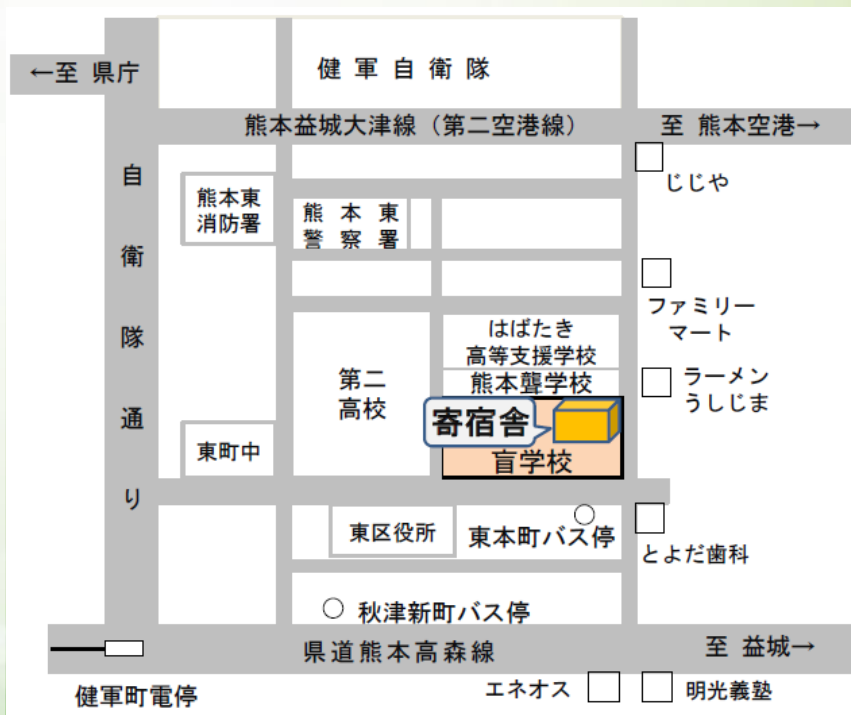 ←至 県庁
健軍自衛隊
熊本益城大津線（第二空港線）
至 熊本空港→
自衛隊通り
じじや
熊本東
消防署
熊本東
警察署
ファミリー
マート
はばたき
高等支援学校
熊本聾学校
第二
高校
ラーメン
うしじま
寄宿舎
盲学校
東町中
東区役所
東本町バス停
とよだ歯科
秋津新町バス停
県道熊本高森線
至 益城→
健軍町電停
エネオス
明光義塾